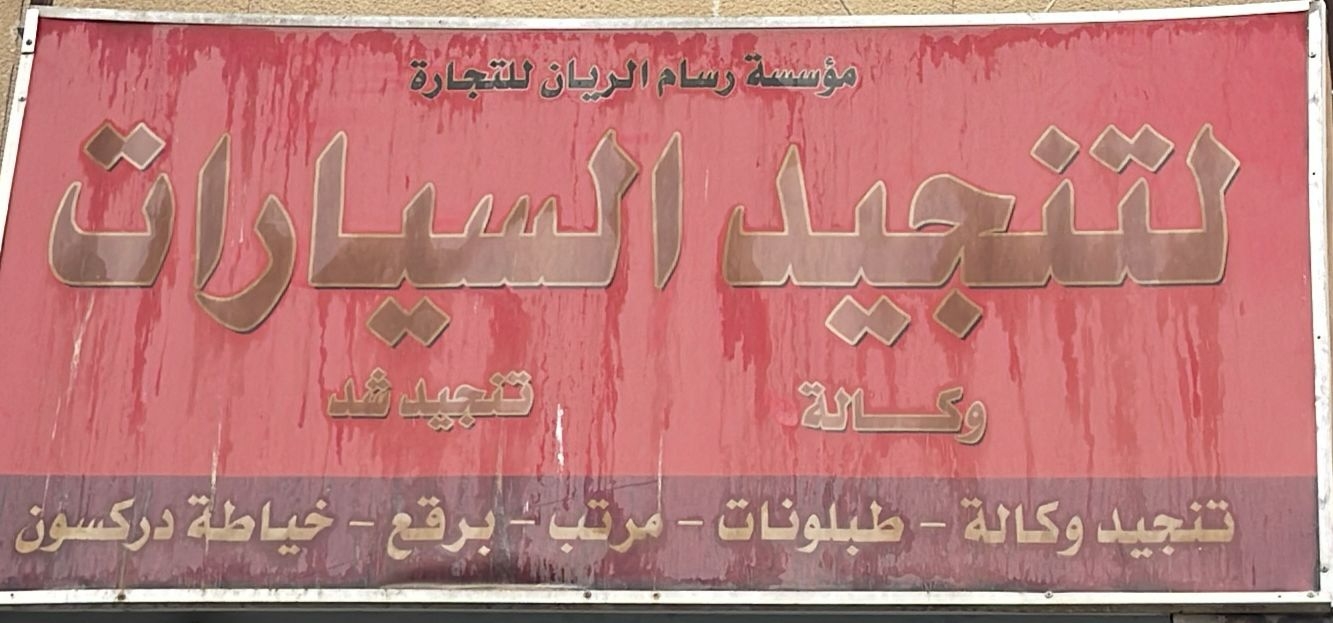 مؤسسة رسام الريان للتجارة
لتنجيد السيارات
وكالة تنجيد شد
تنجيد وكالة - طبلونات - مرتب - برقع - خياطة دركسون